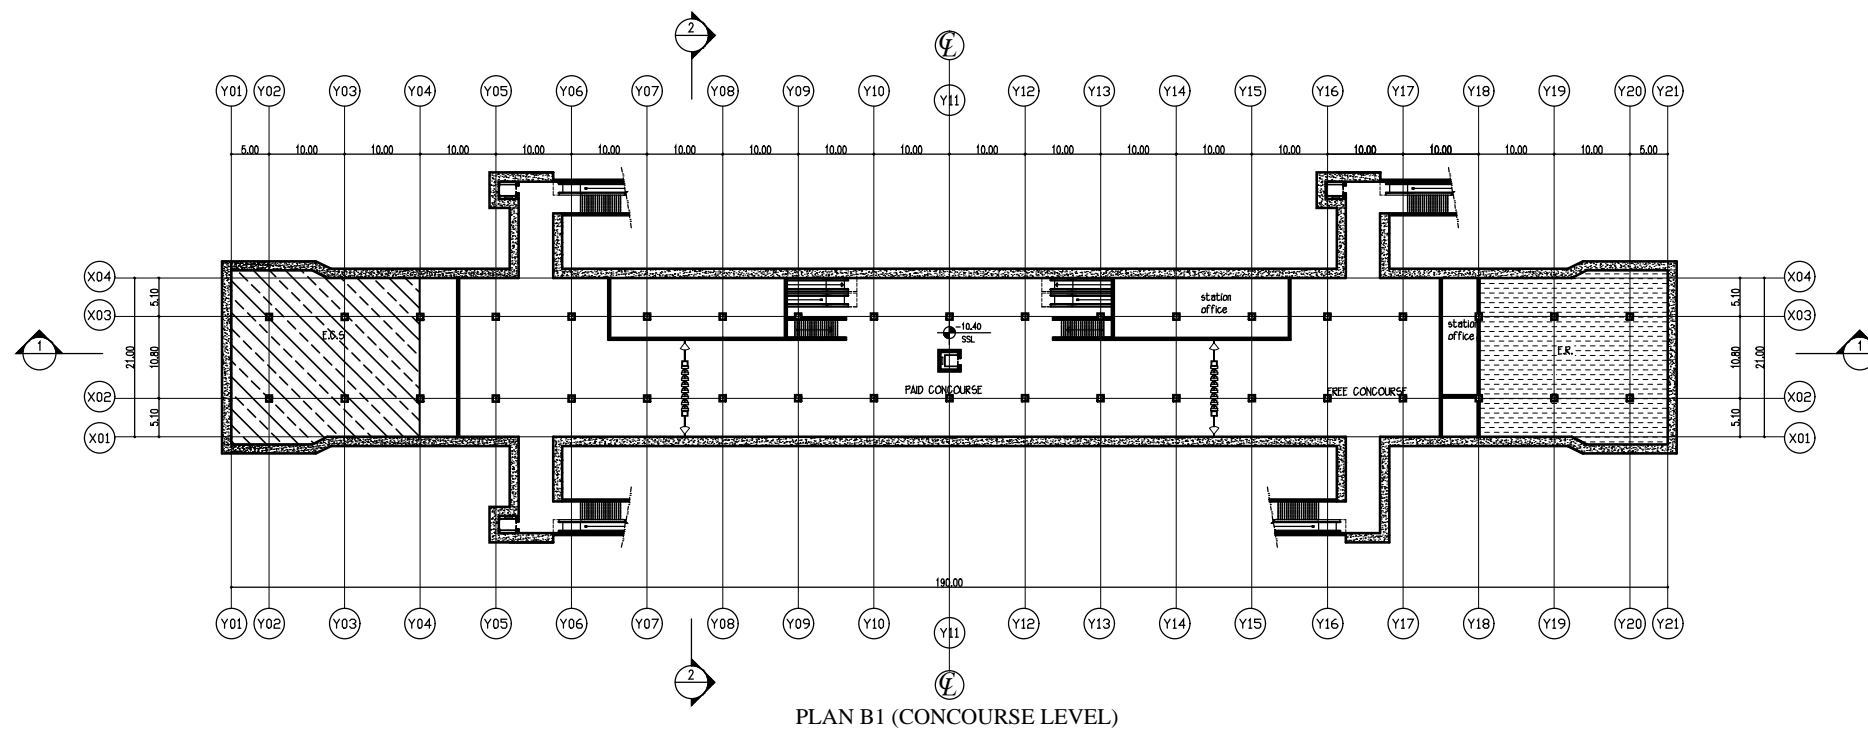 2
℄
Y01 Y02 Y03 Y04 Y05 Y06 Y07 Y08 Y09 Y10 Y11 Y12 Y13 Y14 Y15 Y16 Y17 Y18 Y19 Y20 Y21
5.00 10.00 10.00 10.00 10.00 10.00 10.00 10.00 10.00 10.00 10.00 10.00 10.00 10.00 10.00 10.00 10.00 10.00 5.00
X04 X04
5.10 5.10
station
office
X03 X03
-10.40
SSL
station
office
1 21.00 10.80 10.80 21.00 1
PAID CONCOURSE
FREE CONCOURSE
X02 X02
5.10 5.10
X01 X01
190.00
Y01 Y02 Y03 Y04 Y05 Y06 Y07 Y08 Y09 Y10 Y11 Y12 Y13 Y14 Y15 Y16 Y17 Y18 Y19 Y20 Y21
2
℄
PLAN B1 (CONCOURSE LEVEL)